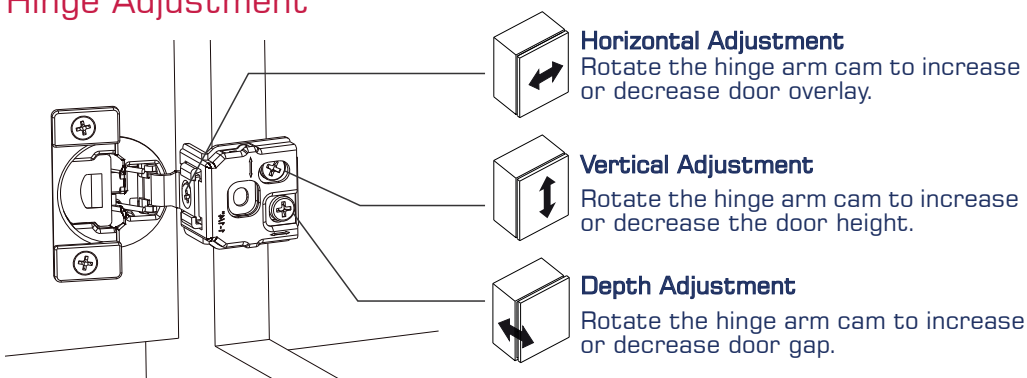 Hinge Adjustment
Horizontal Adjustment
Rotate the hinge arm cam to increase
or decrease door overlay.
Vertical Adjustment
Rotate the hinge arm cam to increase
or decrease the door height.
Depth Adjustment
Rotate the hinge arm cam to increase
or decrease door gap.